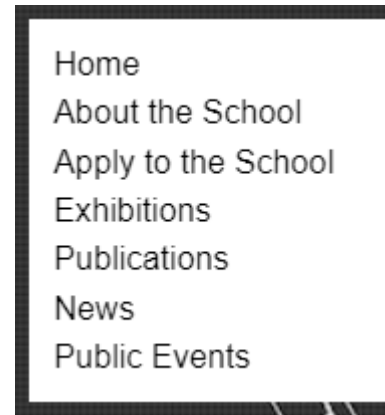 Home
About the School
Apply to the School
Exhibitions
Publications
News
Public Events